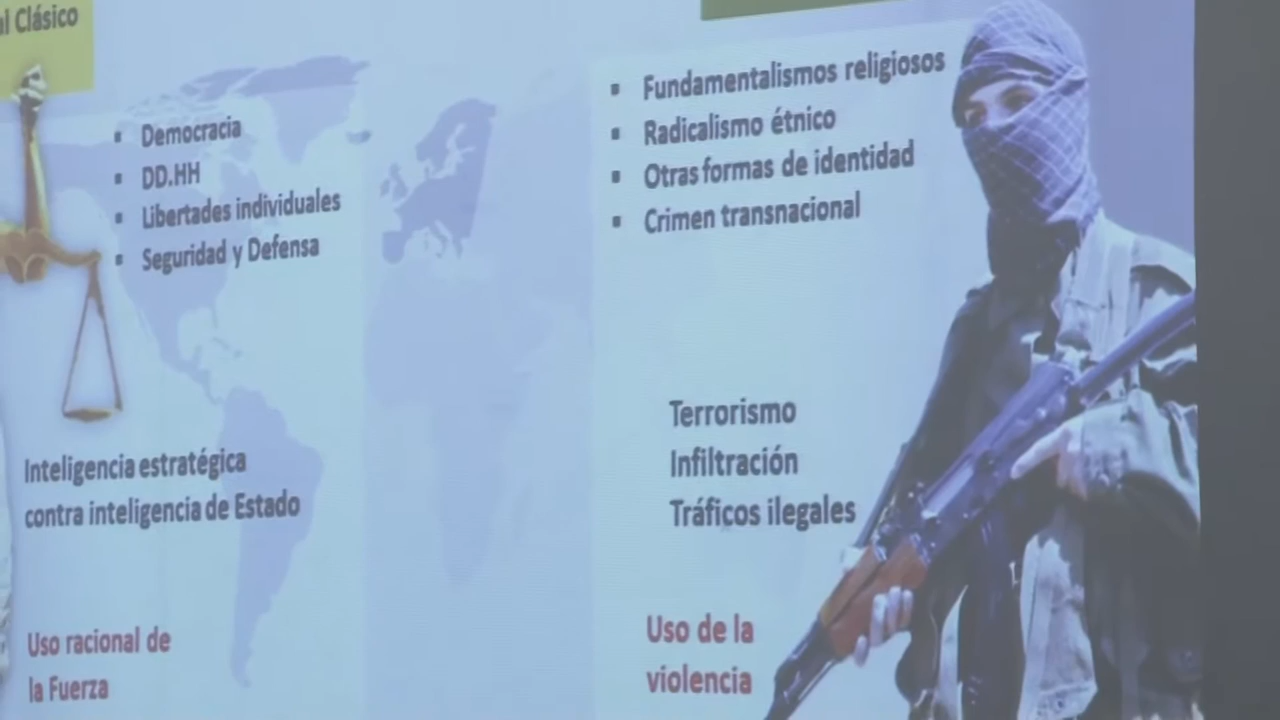 Clásico
Democracia
DD.HH
Libertades individuales
Seguridad y Defensa
Inteligencia estratégica
contra inteligencia de Estado
Uso racional de
la Fuerza
Fundamentalismos religiosos
Radicalismo étnico
Otras formas de identidad
Crimen transnacional
Terrorismo
Infiltración
Tráficos ilegales
Uso de la
violencia